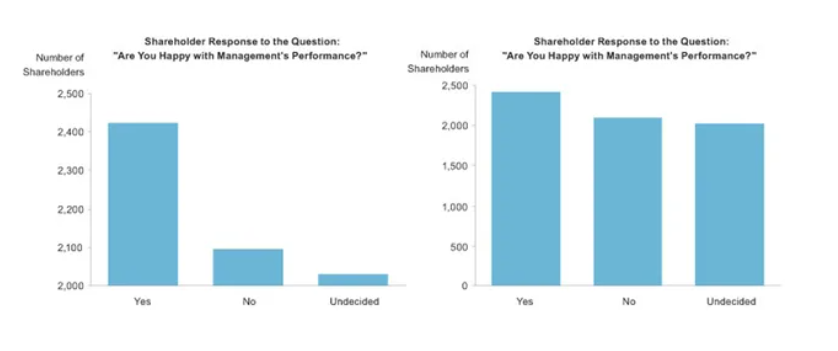 Shareholder Response to the Question:
"Are You Happy with Management's Performance?"
Number of
Shareholders
2,500
2,400
2,300
2,200
2,100
2,000
Yes No Undecided
Shareholder Response to the Question:
"Are You Happy with Management's Performance?"
Number of
Shareholders
2,500
2,000
1,500
1,000
500
0
Yes No Undecided